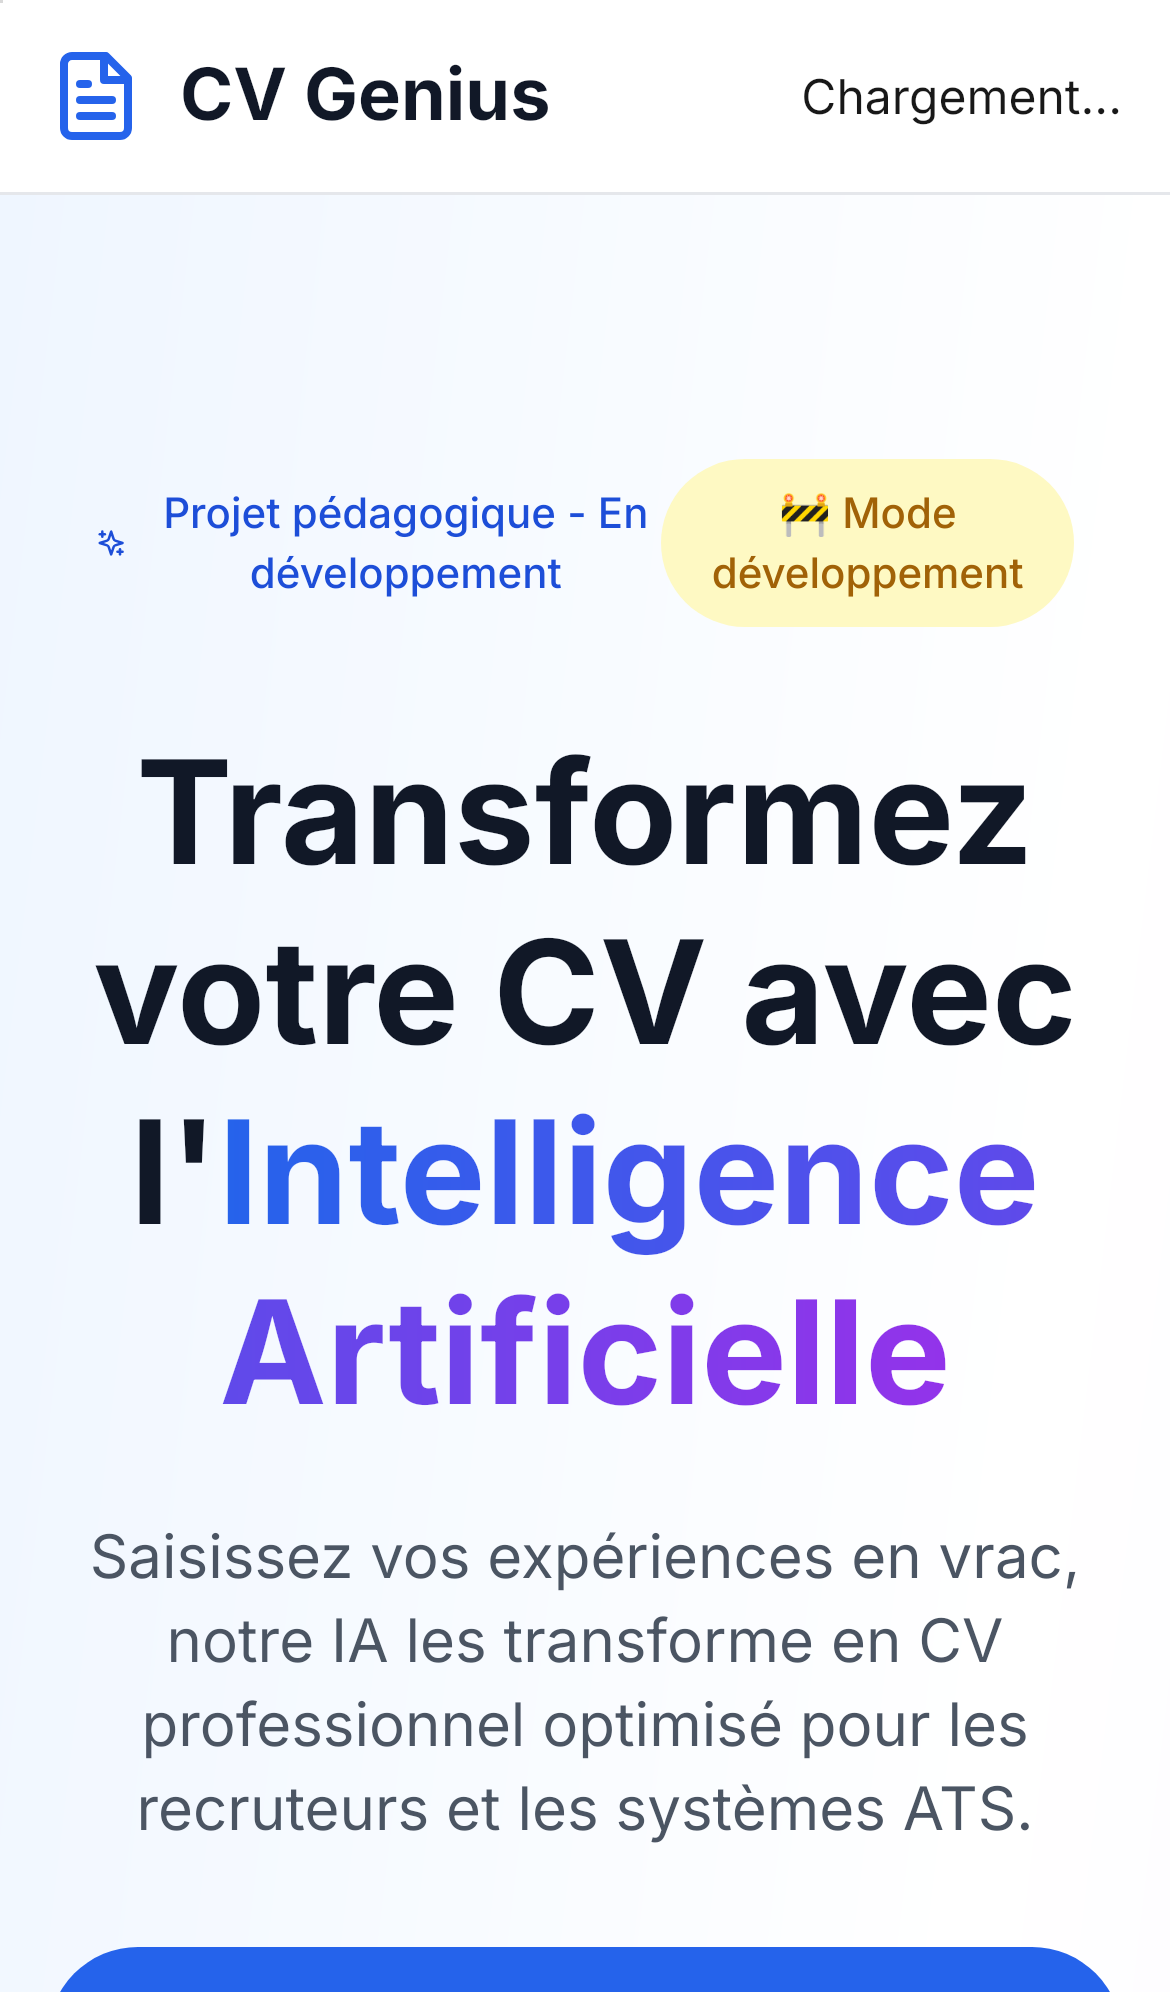 CV Genius
Chargement...
Projet pédagogique - En
développement
🚧 Mode
développement
Transformez
votre CV avec
l'Intelligence
Artificielle
Saisissez vos expériences en vrac,
notre IA les transforme en CV
professionnel optimisé pour les
recruteurs et les systèmes ATS.